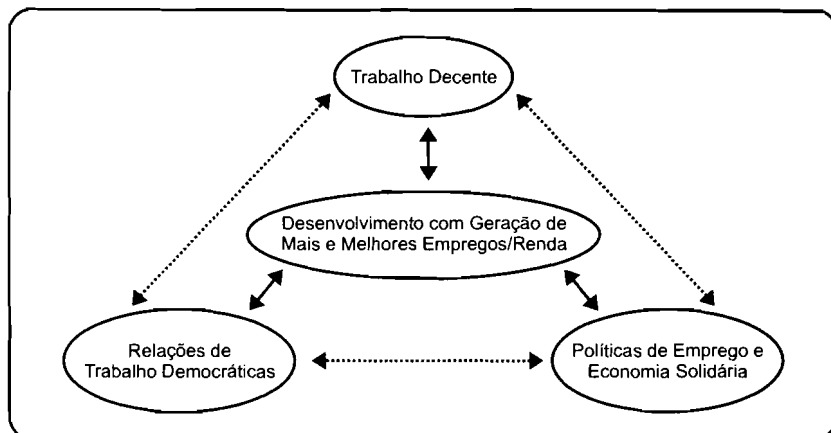 Trabalho Decente
Desenvolvimento com Geração de
Mais e Melhores Empregos/Renda
Relações de
Trabalho Democráticas
Políticas de Emprego e
Economia Solidária